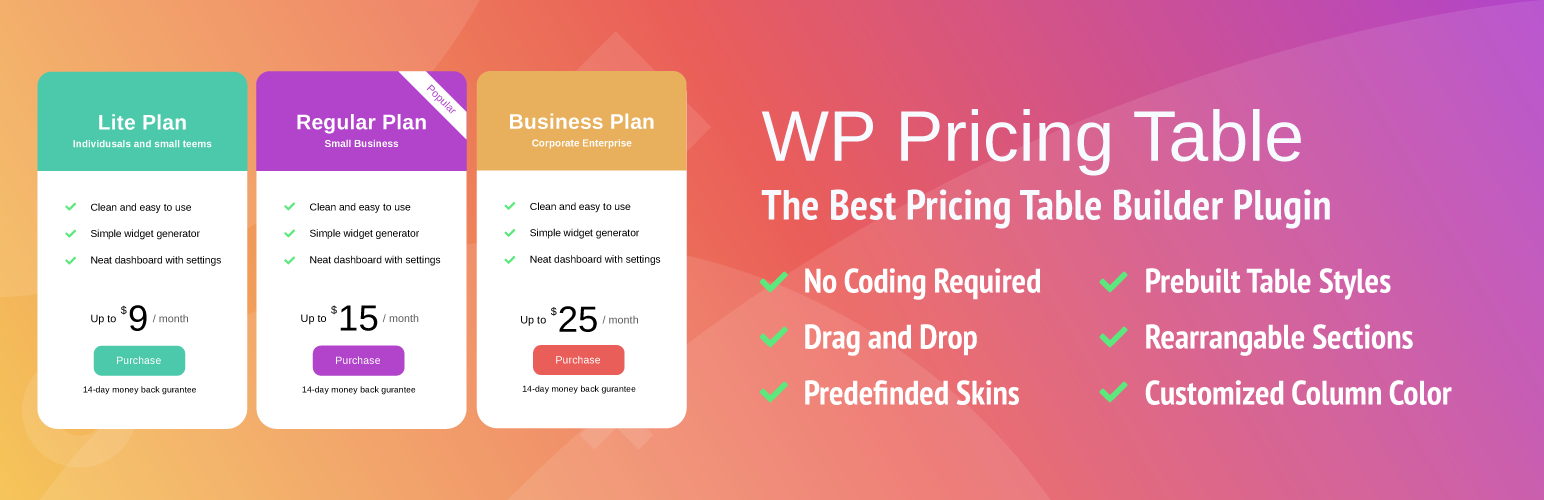 Lite Plan
Individusals and small teems
Clean and easy to use
Simple widget generator
Neat dashboard with settings
Up to $9 / month
Purchase
14-day money back gurantee
Popular
Regular Plan
Small Business
Clean and easy to use
Simple widget generator
Neat dashboard with settings
Up to $15 / month
Purchase
14-day money back gurantee
Business Plan
Corporate Enterprise
Clean and easy to use
Simple widget generator
Neat dashboard with settings
Up to $25 / month
Purchase
14-day money back gurantee
WP Pricing Table
The Best Pricing Table Builder Plugin
No Coding Required
Drag and Drop
Predefined Skins
Prebuilt Table Styles
Rearrangable Sections
Customized Column Color